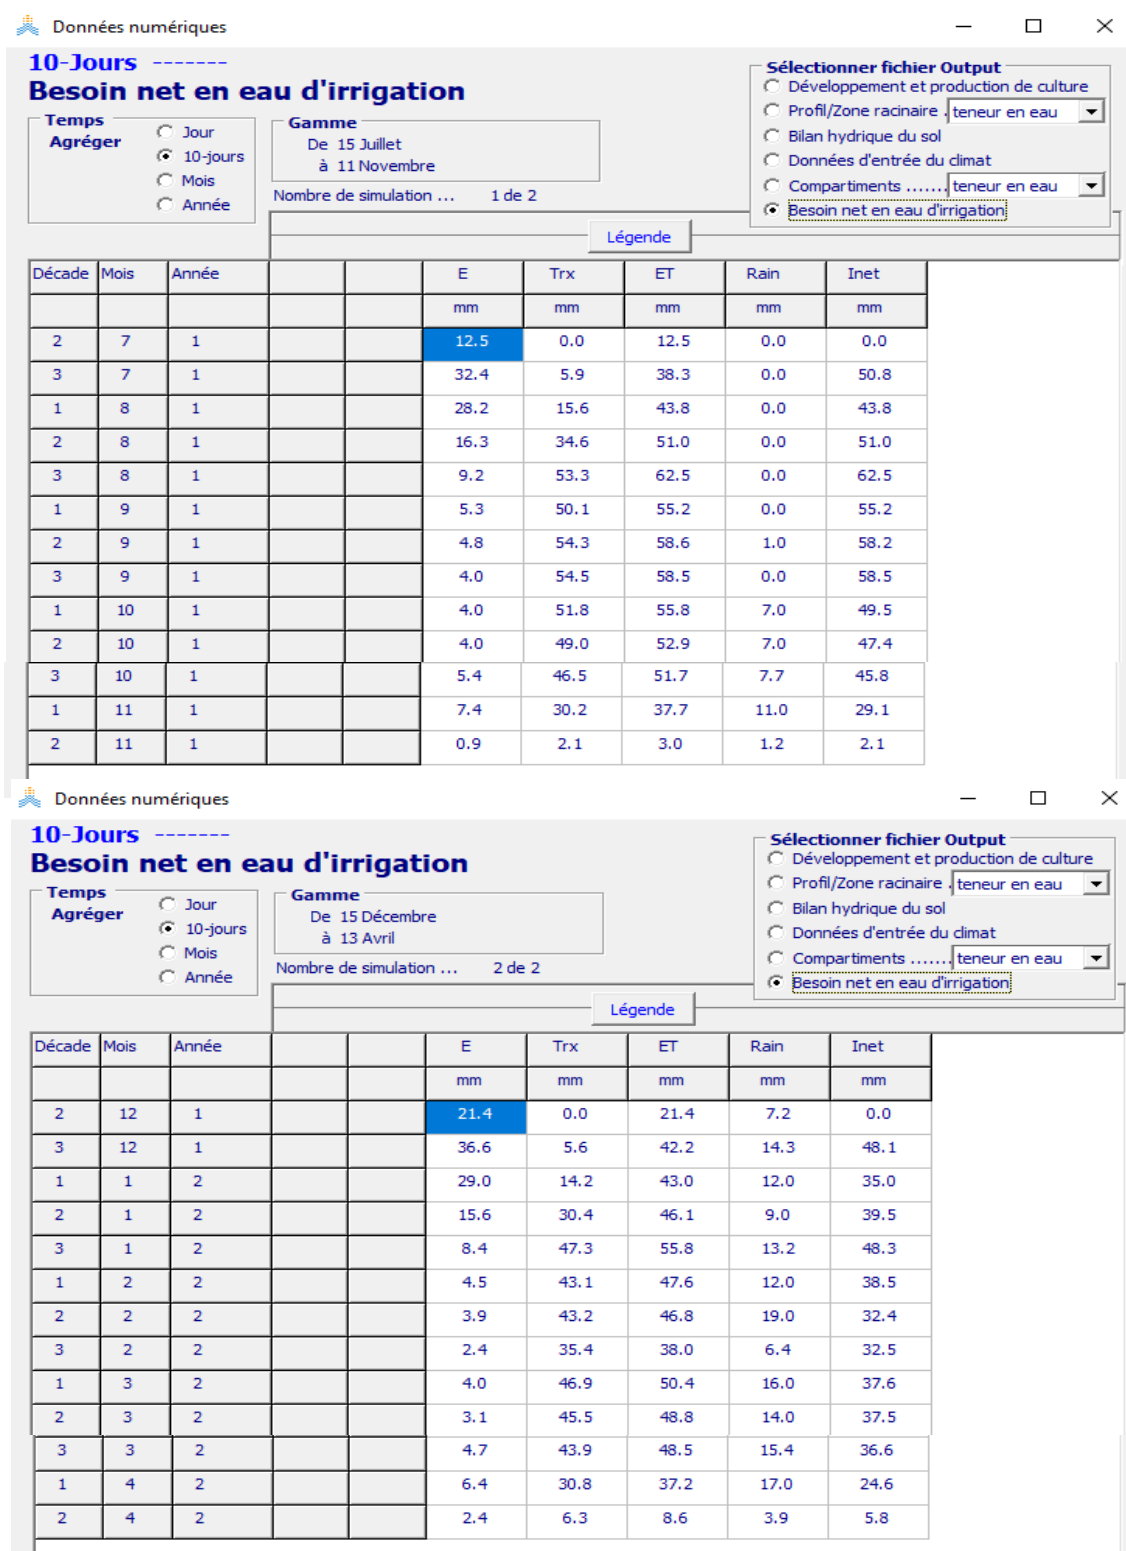 Données numériques
10-Jours -------
Besoin net en eau d'irrigation
Temps
Agréger
Jour
10-jours
Mois
Année
Gamme
De 15 Juillet
à 11 Novembre
Nombre de simulation ... 1 de 2
Sélectionner fichier Output
Développement et production de culture
Profil/Zone racinaire . teneur en eau
Bilan hydrique du sol
Données d'entrée du climat
Compartiments ....... teneur en eau
Besoin net en eau d'irrigation
Légende
Décade Mois Année E Trx ET Rain Inet
mm mm mm mm mm
2 7 1 12.5 0.0 12.5 0.0 0.0
3 7 1 32.4 5.9 38.3 0.0 50.8
1 8 1 28.2 15.6 43.8 0.0 43.8
2 8 1 16.3 34.6 51.0 0.0 51.0
3 8 1 9.2 53.3 62.5 0.0 62.5
1 9 1 5.3 50.1 55.2 0.0 55.2
2 9 1 4.8 54.3 58.6 1.0 58.2
3 9 1 4.0 54.5 58.5 0.0 58.5
1 10 1 4.0 51.8 55.8 7.0 49.5
2 10 1 4.0 49.0 52.9 7.0 47.4
3 10 1 5.4 46.5 51.7 7.7 45.8
1 11 1 7.4 30.2 37.7 11.0 29.1
2 11 1 0.9 2.1 3.0 1.2 2.1
Données numériques
10-Jours -------
Besoin net en eau d'irrigation
Temps
Agréger
Jour
10-jours
Mois
Année
Gamme
De 15 Décembre
à 13 Avril
Nombre de simulation ... 2 de 2
Sélectionner fichier Output
Développement et production de culture
Profil/Zone racinaire . teneur en eau
Bilan hydrique du sol
Données d'entrée du climat
Compartiments ....... teneur en eau
Besoin net en eau d'irrigation
Légende
Décade Mois Année E Trx ET Rain Inet
mm mm mm mm mm
2 12 1 21.4 0.0 21.4 7.2 0.0
3 12 1 36.6 5.6 42.2 14.3 48.1
1 1 2 29.0 14.2 43.0 12.0 35.0
2 1 2 15.6 30.4 46.1 9.0 39.5
3 1 2 8.4 47.3 55.8 13.2 48.3
1 2 2 4.5 43.1 47.6 12.0 38.5
2 2 2 3.9 43.2 46.8 19.0 32.4
3 2 2 2.4 35.4 38.0 6.4 32.5
1 3 2 4.0 46.9 50.4 16.0 37.6
2 3 2 3.1 45.5 48.8 14.0 37.5
3 3 2 4.7 43.9 48.5 15.4 36.6
1 4 2 6.4 30.8 37.2 17.0 24.6
2 4 2 2.4 6.3 8.6 3.9 5.8